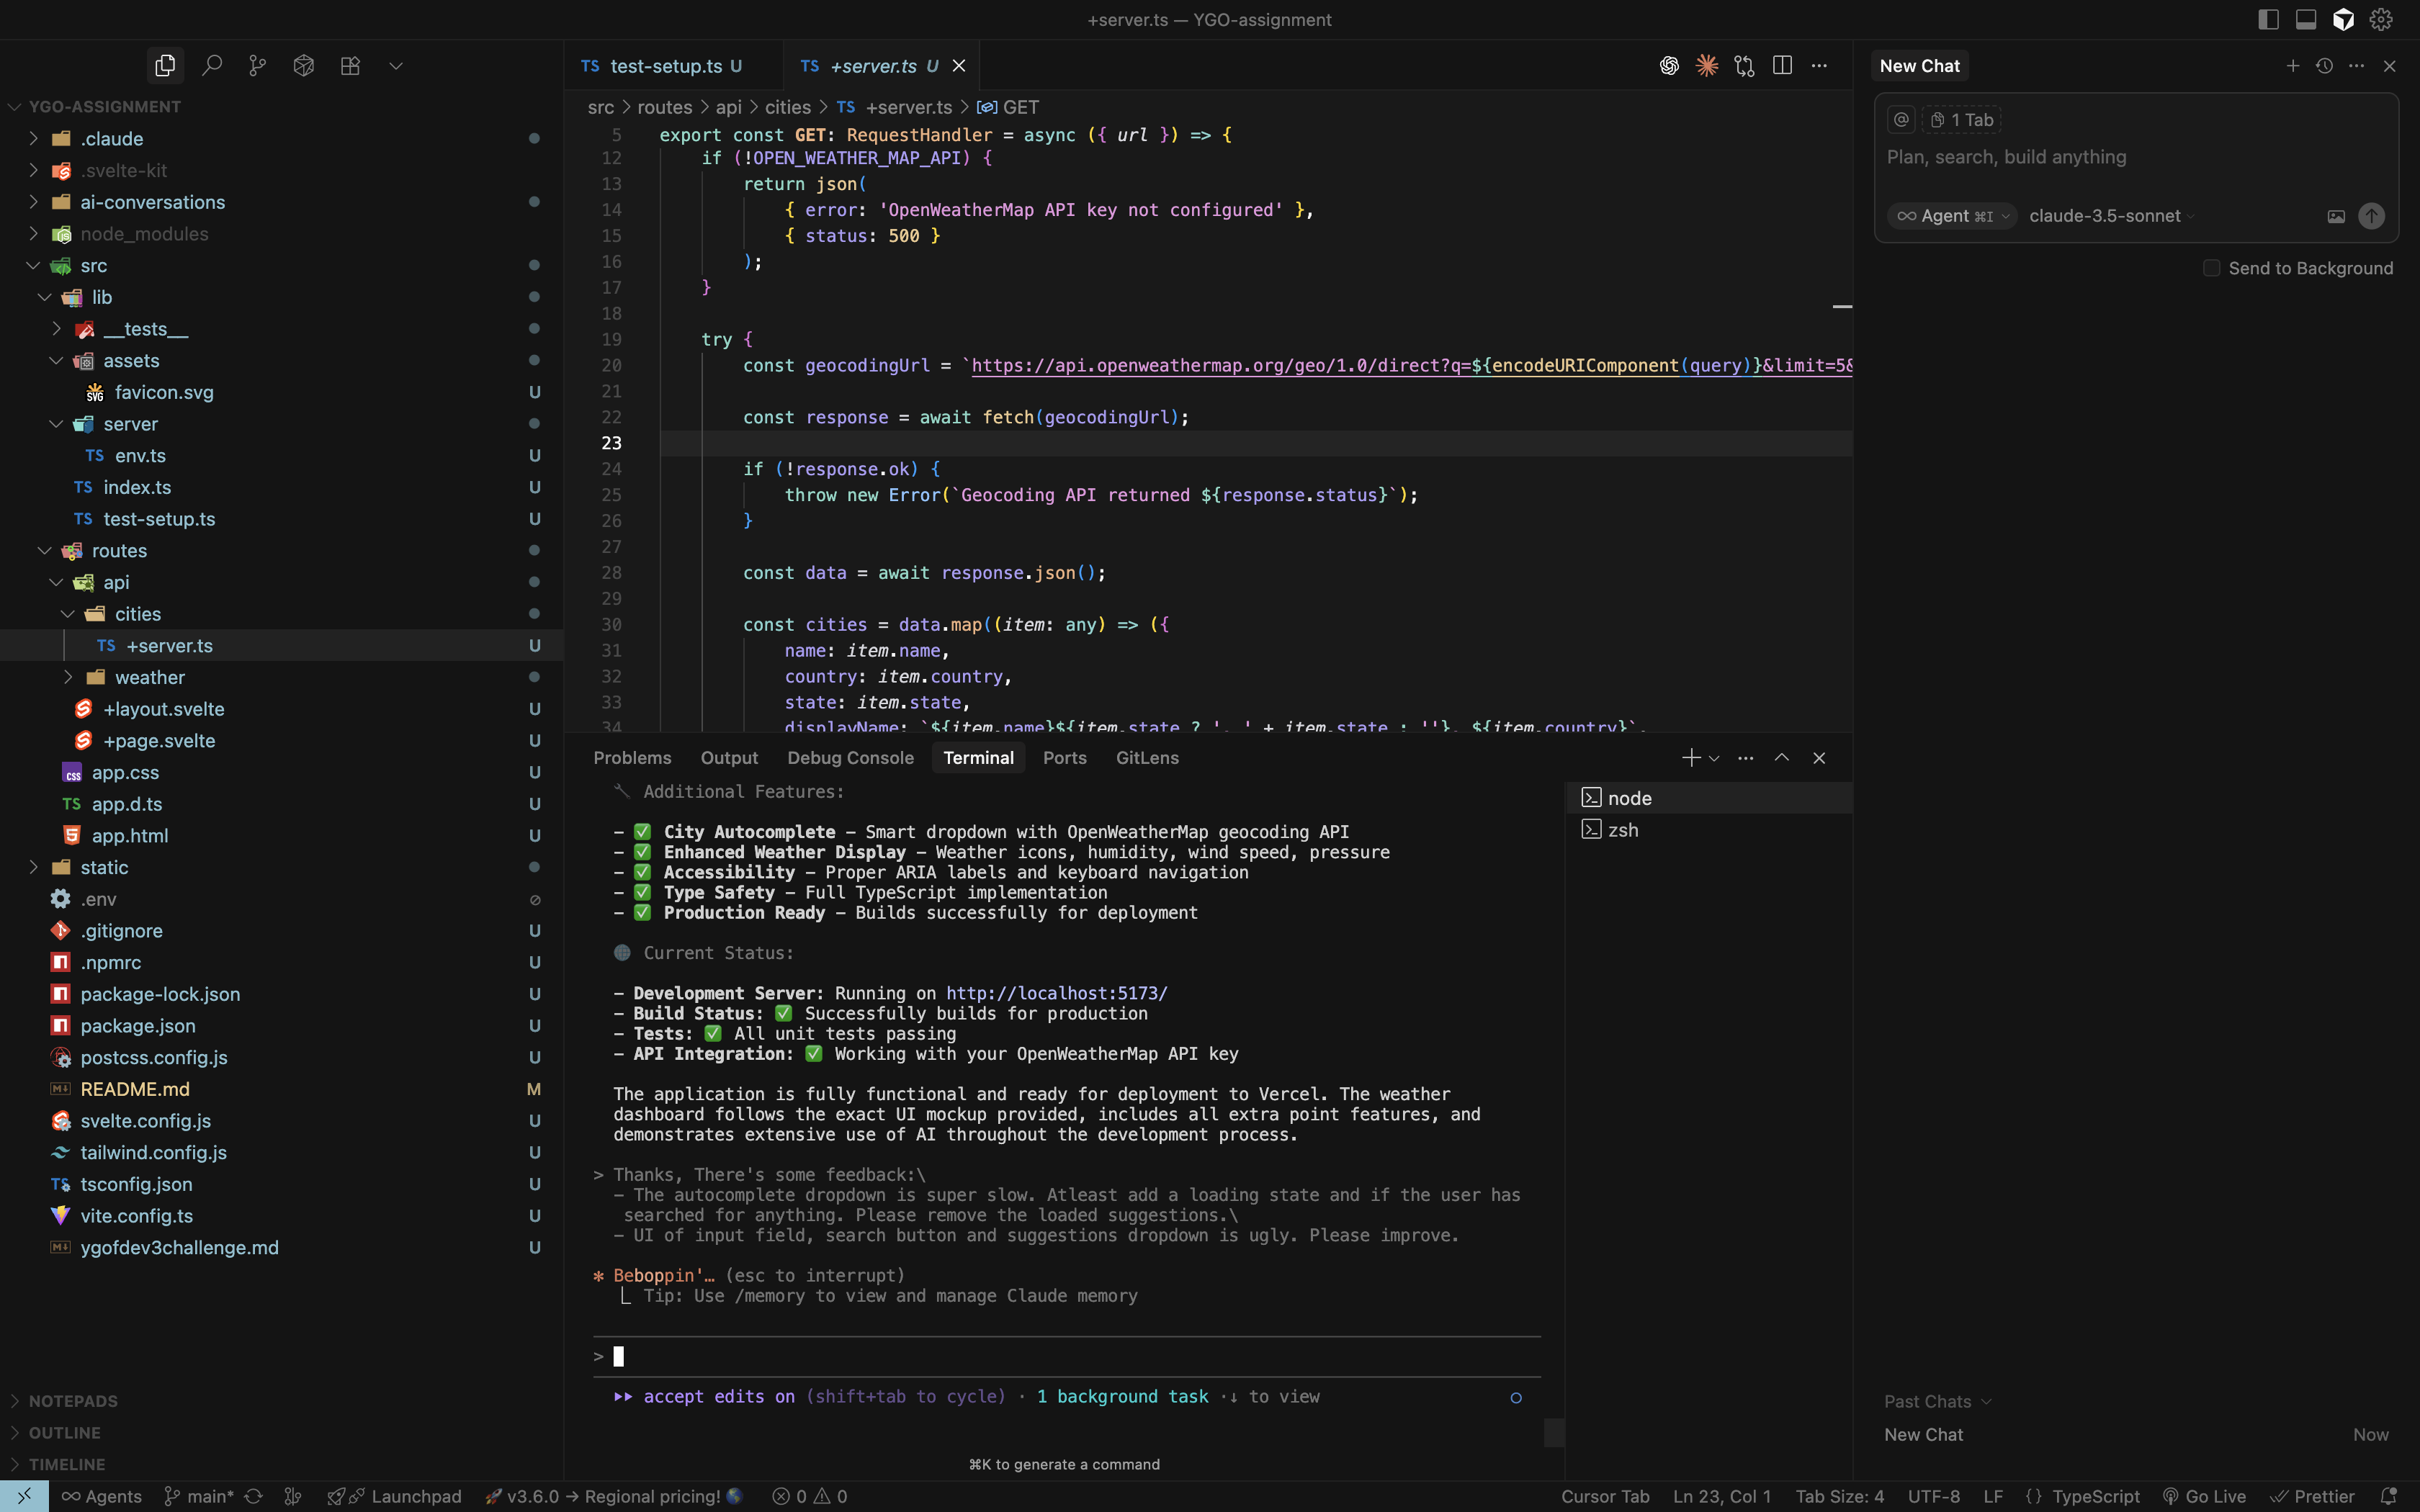 +server.ts — YGO-assignment
YGO-ASSIGNMENT
.claude
.svelte-kit
ai-conversations
node_modules
src
lib
__tests__
assets
favicon.svg U
server
TS env.ts U
TS index.ts U
TS test-setup.ts U
routes
api
cities
TS +server.ts U
weather
+layout.svelte U
+page.svelte U
app.css U
TS app.d.ts U
app.html U
static
.env
.gitignore U
.npmrc U
package-lock.json U
package.json U
postcss.config.js U
README.md M
svelte.config.js U
tailwind.config.js U
tsconfig.json U
vite.config.ts U
ygofdev3challenge.md U
NOTEPADS
OUTLINE
TIMELINE
TS test-setup.ts U
TS +server.ts U
src > routes > api > cities > TS +server.ts > GET
5 export const GET: RequestHandler = async ({ url }) => {
12 if (!OPEN_WEATHER_MAP_API) {
13 return json(
14 { error: 'OpenWeatherMap API key not configured' },
15 { status: 500 }
16 );
17 }
18
19 try {
20 const geocodingUrl = `https://api.openweathermap.org/geo/1.0/direct?q=${encodeURIComponent(query)}&limit=5&
21
22 const response = await fetch(geocodingUrl);
23
24 if (!response.ok) {
25 throw new Error(`Geocoding API returned ${response.status}`);
26 }
27
28 const data = await response.json();
29
30 const cities = data.map((item: any) => ({
31 name: item.name,
32 country: item.country,
33 state: item.state,
34 displayName: `${item.name}${item.state ? ', ' + item.state : ''}, ${item.country}`,
Problems Output Debug Console Terminal Ports GitLens
Additional Features:
– ✅ City Autocomplete – Smart dropdown with OpenWeatherMap geocoding API
– ✅ Enhanced Weather Display – Weather icons, humidity, wind speed, pressure
– ✅ Accessibility – Proper ARIA labels and keyboard navigation
– ✅ Type Safety – Full TypeScript implementation
– ✅ Production Ready – Builds successfully for deployment
Current Status:
– Development Server: Running on http://localhost:5173/
– Build Status: ✅ Successfully builds for production
– Tests: ✅ All unit tests passing
– API Integration: ✅ Working with your OpenWeatherMap API key
The application is fully functional and ready for deployment to Vercel. The weather
dashboard follows the exact UI mockup provided, includes all extra point features, and
demonstrates extensive use of AI throughout the development process.
> Thanks, There's some feedback:\
– The autocomplete dropdown is super slow. Atleast add a loading state and if the user has
searched for anything. Please remove the loaded suggestions.\
– UI of input field, search button and suggestions dropdown is ugly. Please improve.
✻ Beboppin'… (esc to interrupt)
⎿ Tip: Use /memory to view and manage Claude memory
>
⏵⏵ accept edits on (shift+tab to cycle) · 1 background task ·↓ to view
⌘K to generate a command
node
zsh
New Chat
@ 1 Tab
Plan, search, build anything
∞ Agent ⌘I claude-3.5-sonnet
Send to Background
Past Chats
New Chat Now
∞ Agents main* Launchpad 🚀 v3.6.0 → Regional pricing! 🌎 0 0
Cursor Tab Ln 23, Col 1 Tab Size: 4 UTF-8 LF {} TypeScript Go Live Prettier